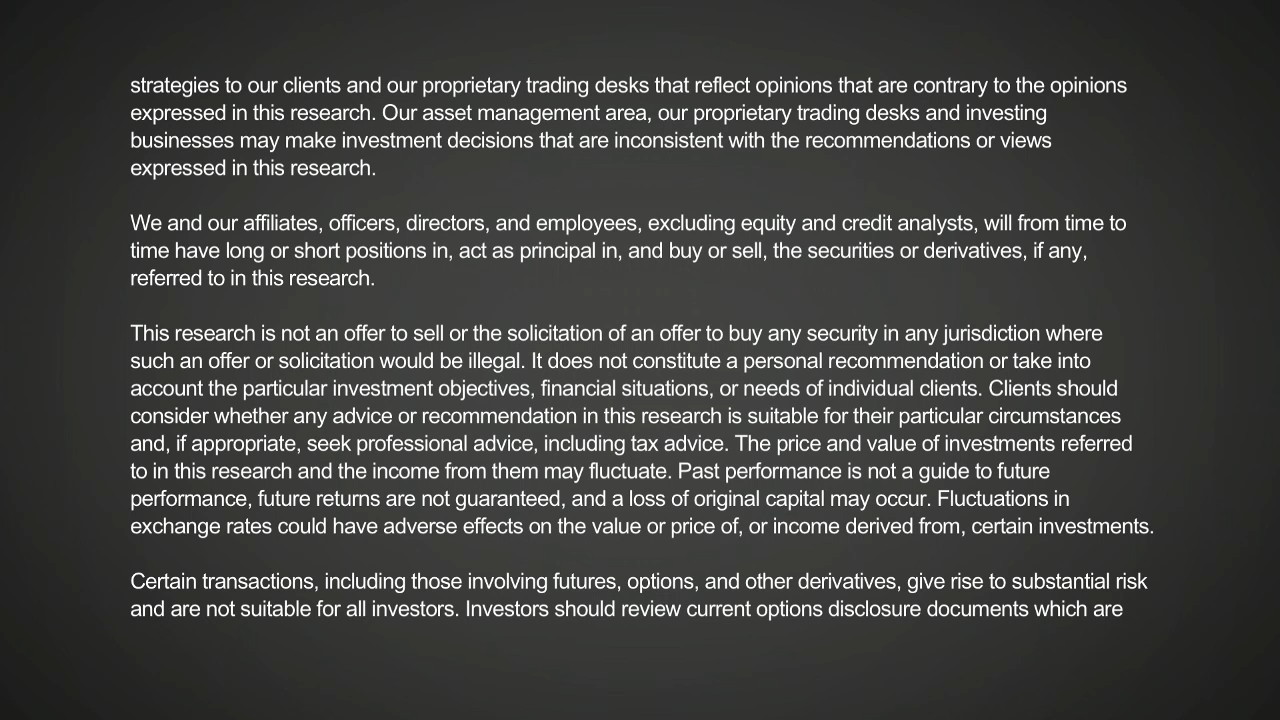 strategies to our clients and our proprietary trading desks that reflect opinions that are contrary to the opinions
expressed in this research. Our asset management area, our proprietary trading desks and investing
businesses may make investment decisions that are inconsistent with the recommendations or views
expressed in this research.
We and our affiliates, officers, directors, and employees, excluding equity and credit analysts, will from time to
time have long or short positions in, act as principal in, and buy or sell, the securities or derivatives, if any,
referred to in this research.
This research is not an offer to sell or the solicitation of an offer to buy any security in any jurisdiction where
such an offer or solicitation would be illegal. It does not constitute a personal recommendation or take into
account the particular investment objectives, financial situations, or needs of individual clients. Clients should
consider whether any advice or recommendation in this research is suitable for their particular circumstances
and, if appropriate, seek professional advice, including tax advice. The price and value of investments referred
to in this research and the income from them may fluctuate. Past performance is not a guide to future
performance, future returns are not guaranteed, and a loss of original capital may occur. Fluctuations in
exchange rates could have adverse effects on the value or price of, or income derived from, certain investments.
Certain transactions, including those involving futures, options, and other derivatives, give rise to substantial risk
and are not suitable for all investors. Investors should review current options disclosure documents which are